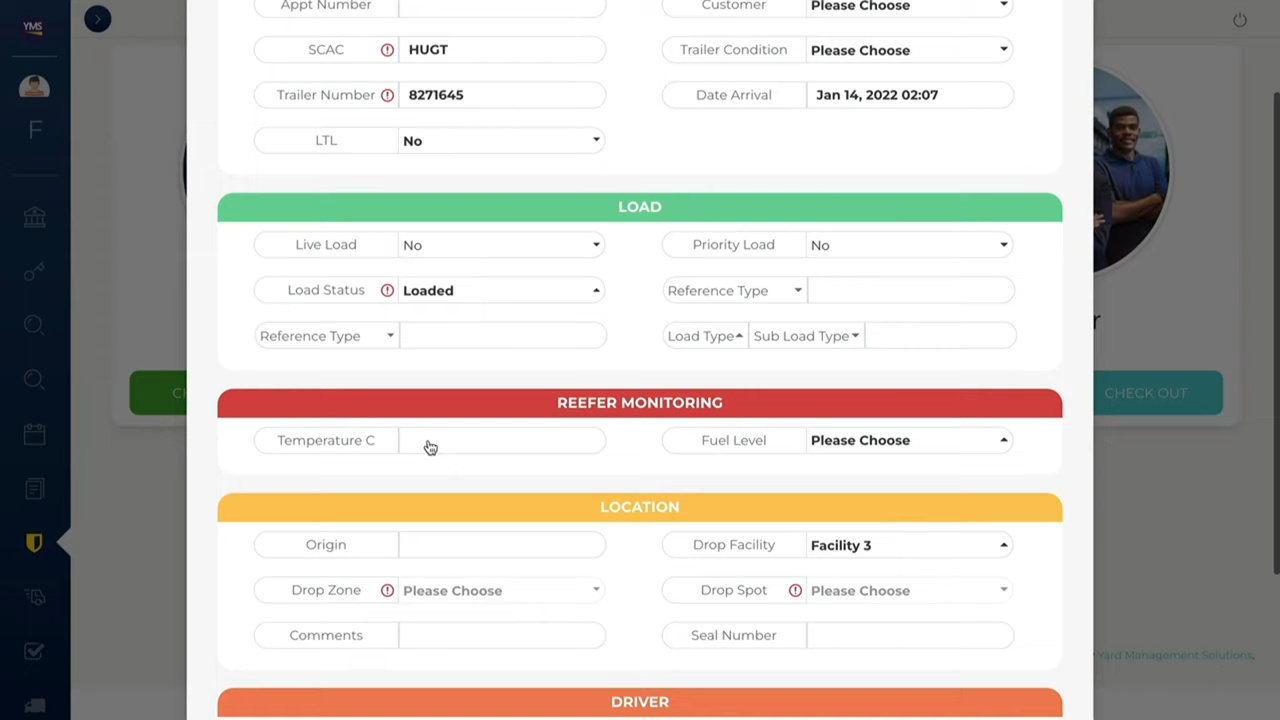 YMS
F
Appt Number
Customer Please Choose
SCAC HUGT
Trailer Condition Please Choose
Trailer Number 8271645
Date Arrival Jan 14, 2022 02:07
LTL No
LOAD
Live Load No
Priority Load No
Load Status Loaded
Reference Type
Reference Type
Load Type Sub Load Type
REEFER MONITORING
CHECK OUT
Temperature C
Fuel Level Please Choose
LOCATION
Origin
Drop Facility Facility 3
Drop Zone Please Choose
Drop Spot Please Choose
Comments
Seal Number
Yard Management Solutions,
DRIVER